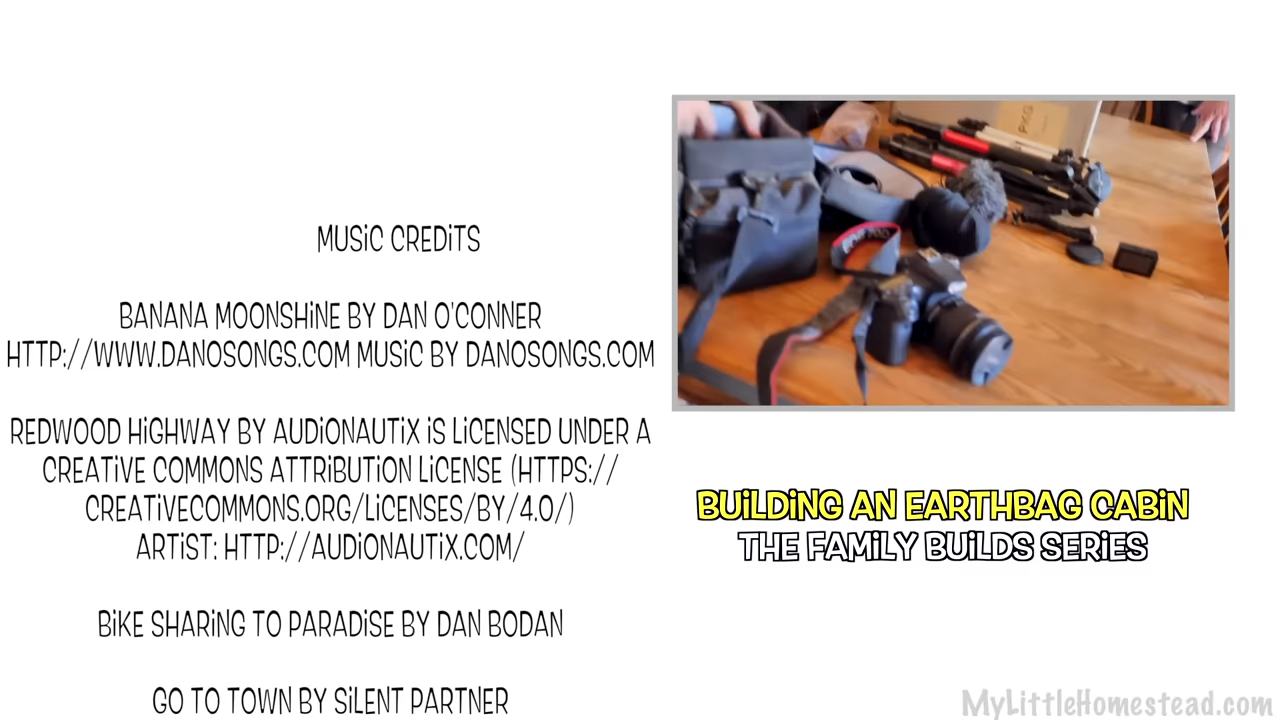 MUSiC CREDiTS
BANANA MOONSHiNE BY DAN O'CONNER
HTTP://WWW.DANOSONGS.COM MUSiC BY DANOSONGS.COM
REDWOOD HiGHWAY BY AUDiONAUTiX iS LiCENSED UNDER A
CREATiVE COMMONS ATTRiBUTiON LiCENSE (HTTPS://
CREATiVECOMMONS.ORG/LiCENSES/BY/4.0/)
ARTiST: HTTP://AUDiONAUTiX.COM/
BiKE SHARiNG TO PARADiSE BY DAN BODAN
GO TO TOWN BY SiLENT PARTNER
BUiLDiNG AN EARTHBAG CABiN
THE FAMiLY BUiLDS SERiES
MyLittleHomestead.com